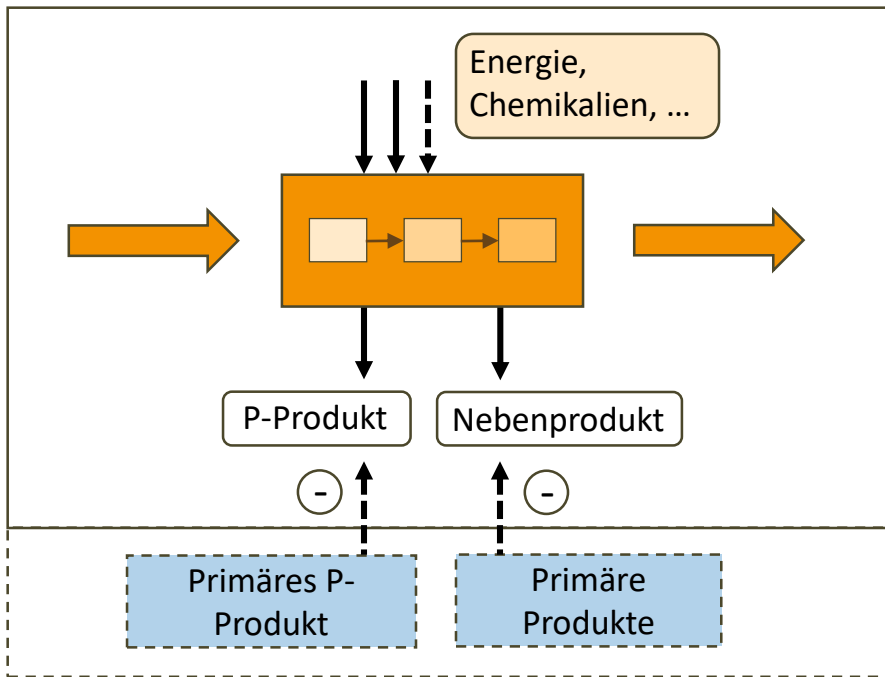 Energie,
Chemikalien, ...
P-Produkt
Nebenprodukt
-
-
Primäres P-
Produkt
Primäre
Produkte